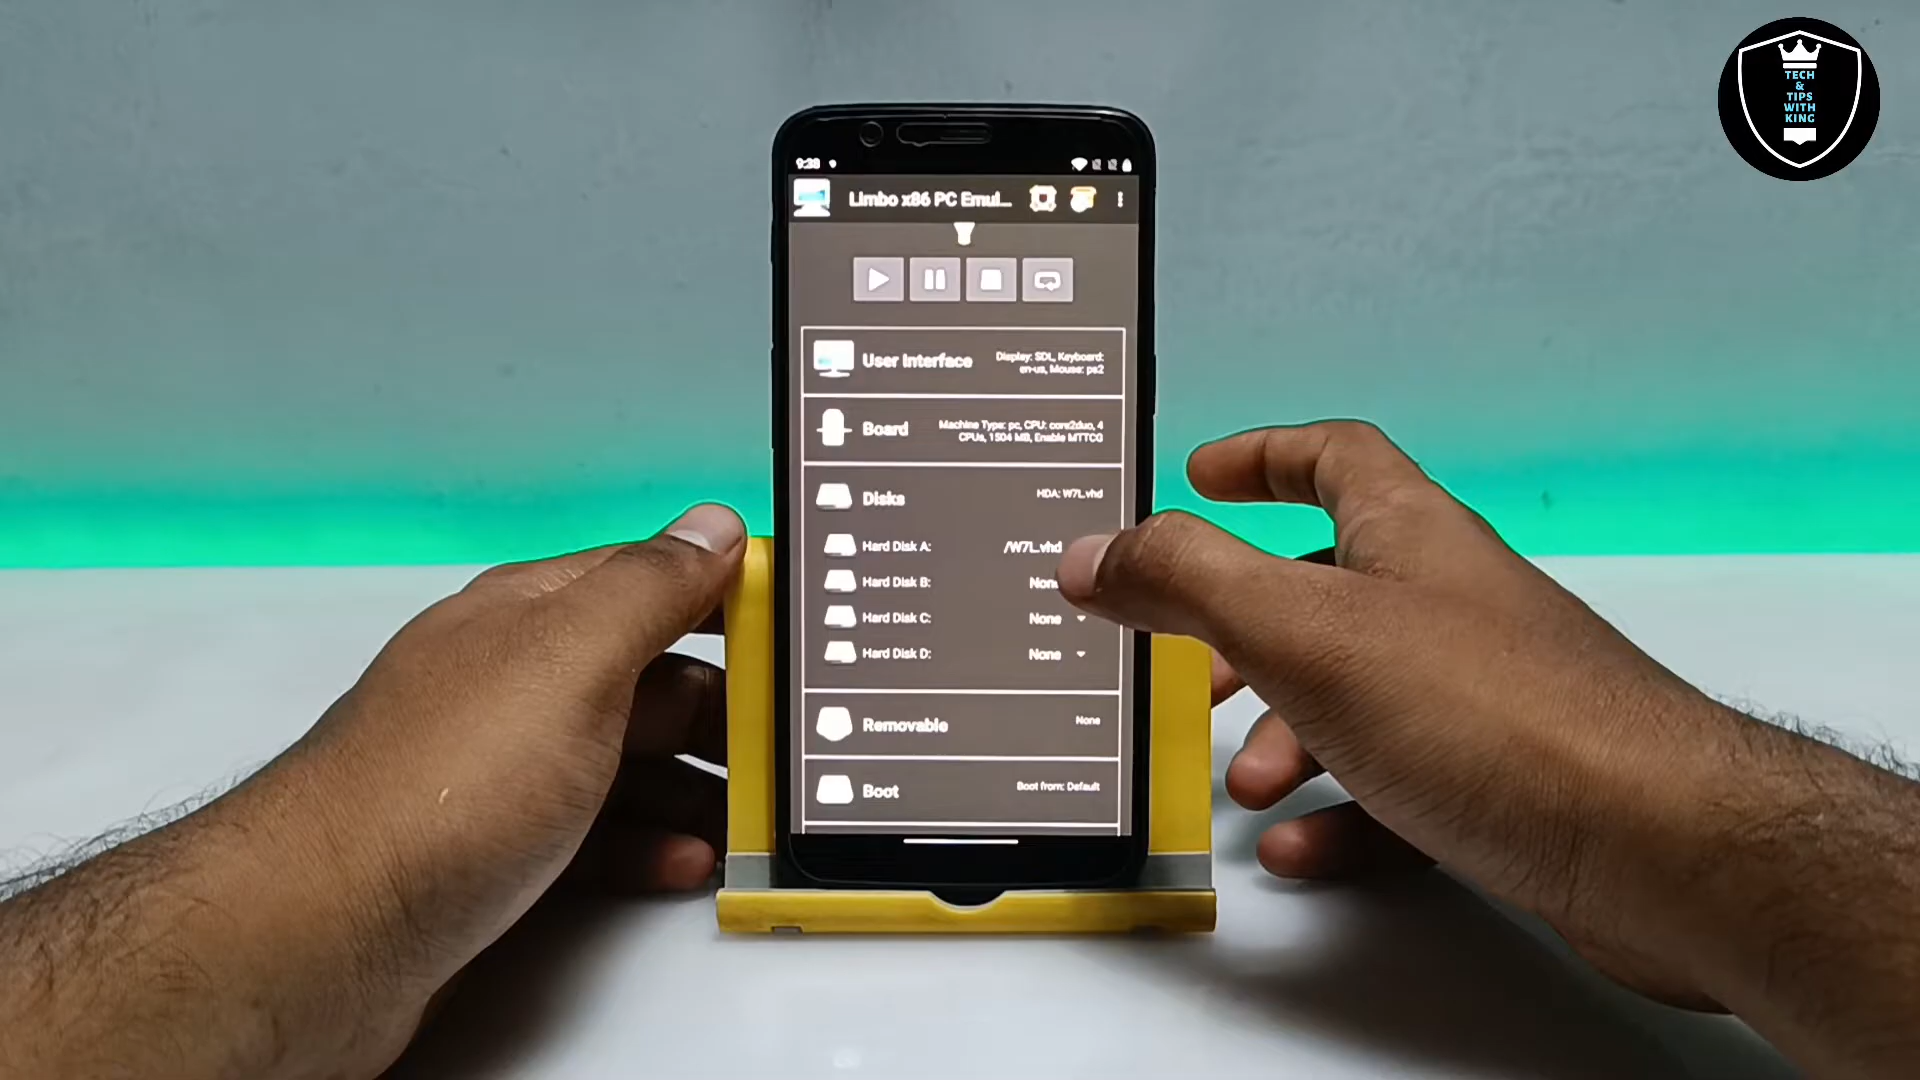 TECH
&
TIPS
WITH
KING
9:38
Limbo x86 PC Emul...
User Interface
Display: SDL, Keyboard:
en-us, Mouse: ps2
Board
Machine Type: pc, CPU: core2duo, 4
CPUs, 1504 MB, Enable MTTCG
Disks
HDA: W7L.vhd
Hard Disk A:
/W7L.vhd
Hard Disk B:
None
Hard Disk C:
None
Hard Disk D:
None
Removable
None
Boot
Boot from: Default